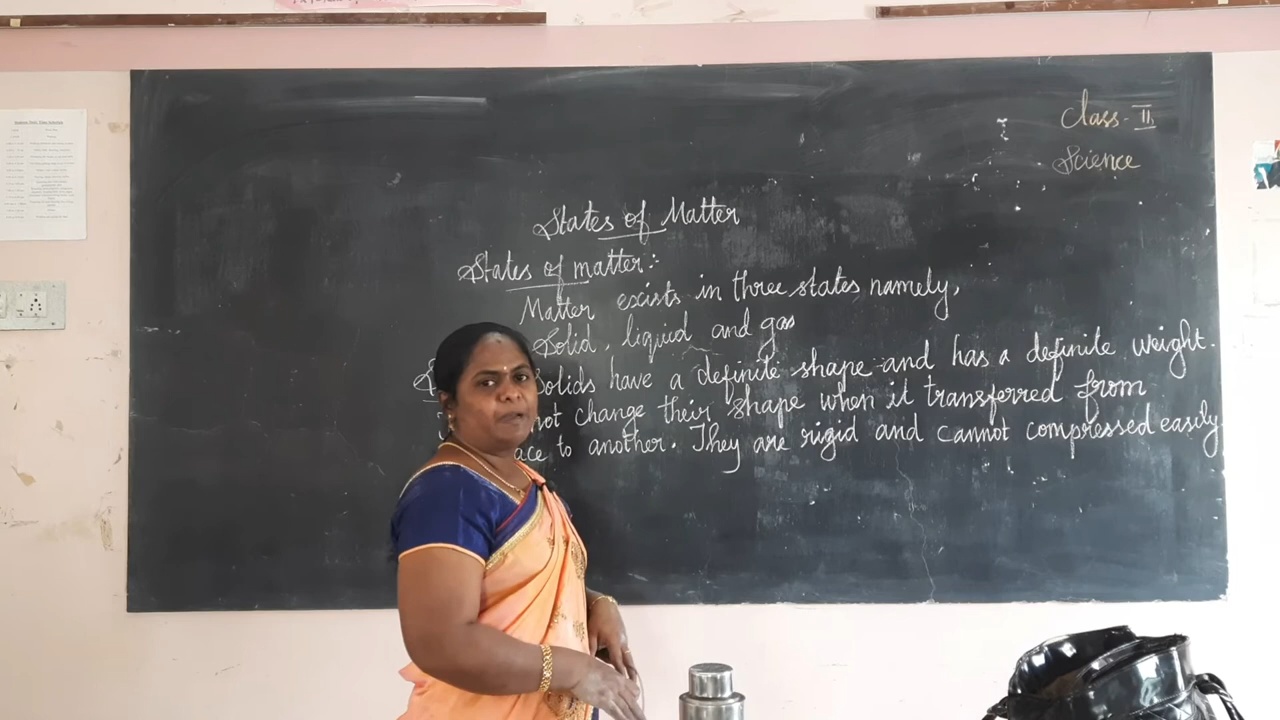 Class - II
Science
States of Matter
States of matter :-
Matter exists in three states namely,
Solid, liquid and gas
Solids have a definite shape and has a definite weight.
not change their shape when it transferred from
ace to another. They are rigid and cannot compressed easily